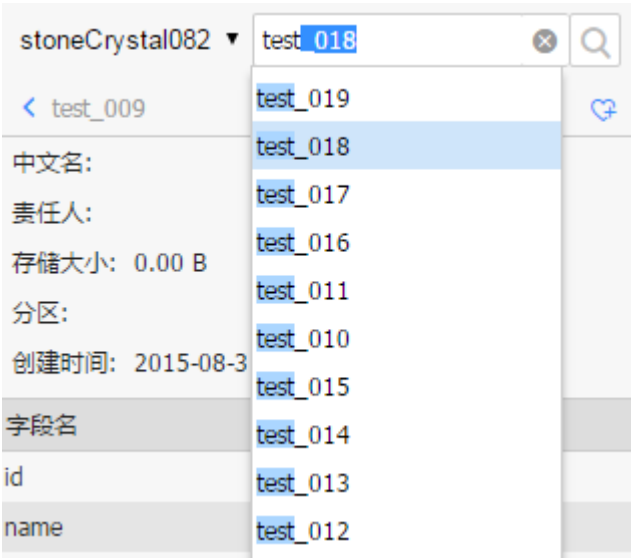 stoneCrystal082 ▼ test_018
test_009
中文名:
责任人:
存储大小: 0.00 B
分区:
创建时间: 2015-08-3
字段名
id
name
test_019
test_018
test_017
test_016
test_011
test_010
test_015
test_014
test_013
test_012